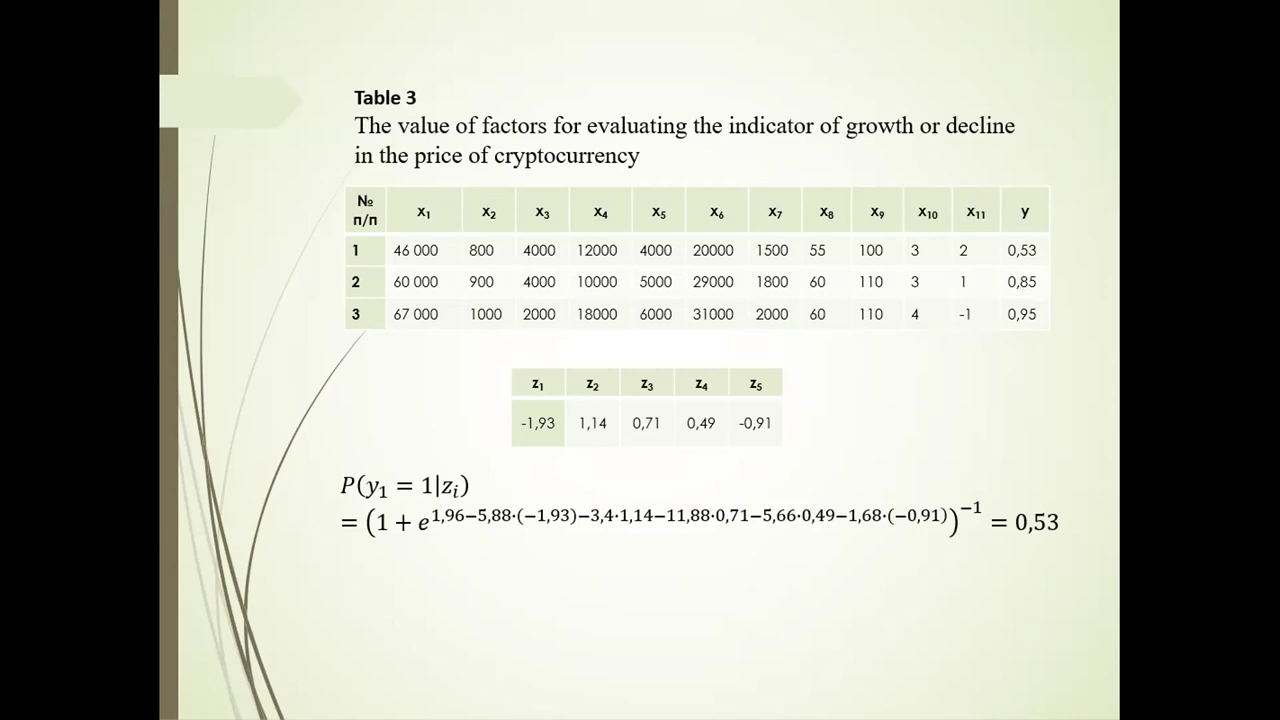 Table 3
The value of factors for evaluating the indicator of growth or decline
in the price of cryptocurrency
№ п/п x₁ x₂ x₃ x₄ x₅ x₆ x₇ x₈ x₉ x₁₀ x₁₁ y
1 46 000 800 4000 12000 4000 20000 1500 55 100 3 2 0,53
2 60 000 900 4000 10000 5000 29000 1800 60 110 3 1 0,85
3 67 000 1000 2000 18000 6000 31000 2000 60 110 4 -1 0,95
z₁ z₂ z₃ z₄ z₅
-1,93 1,14 0,71 0,49 -0,91
P(y₁ = 1|zᵢ)
= (1 + e^{1,96−5,88·(−1,93)−3,4·1,14−11,88·0,71−5,66·0,49−1,68·(−0,91)})^{−1} = 0,53